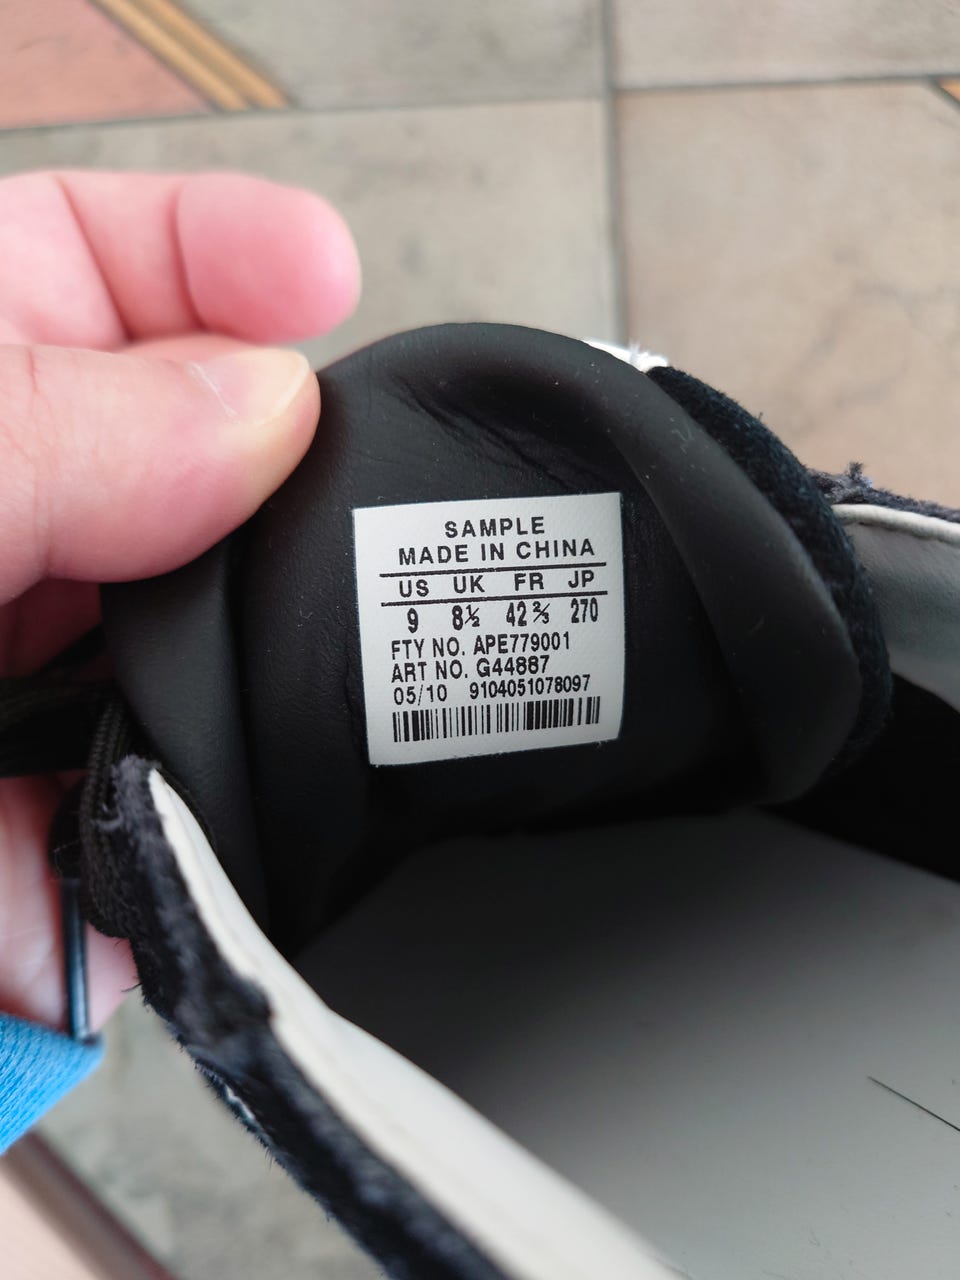 SAMPLE
MADE IN CHINA
US UK FR JP
9 8½ 42⅔ 270
FTY NO. APE779001
ART NO. G44887
05/10 9104051078097